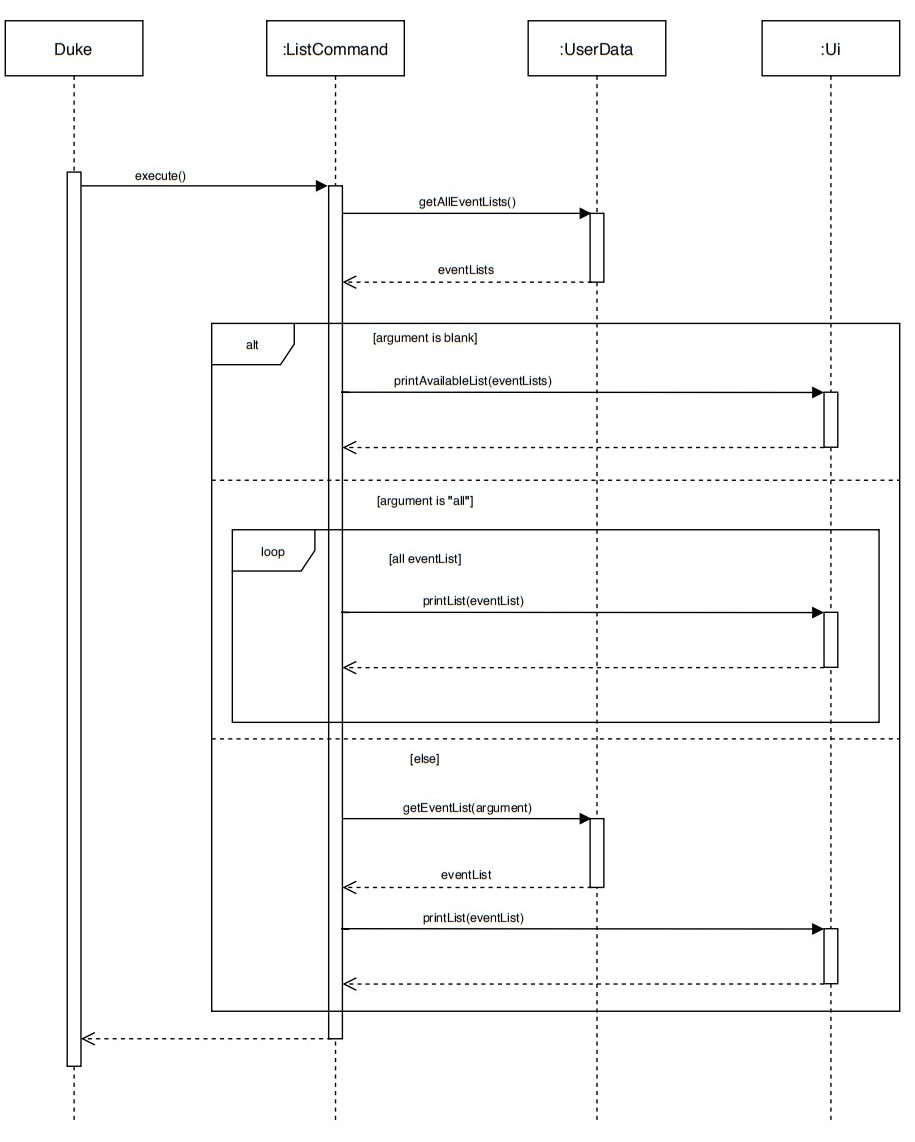 Duke
:ListCommand
:UserData
:Ui
execute()
getAllEventLists()
eventLists
alt
[argument is blank]
printAvailableList(eventLists)
[argument is "all"]
loop
[all eventList]
printList(eventList)
[else]
getEventList(argument)
eventList
printList(eventList)